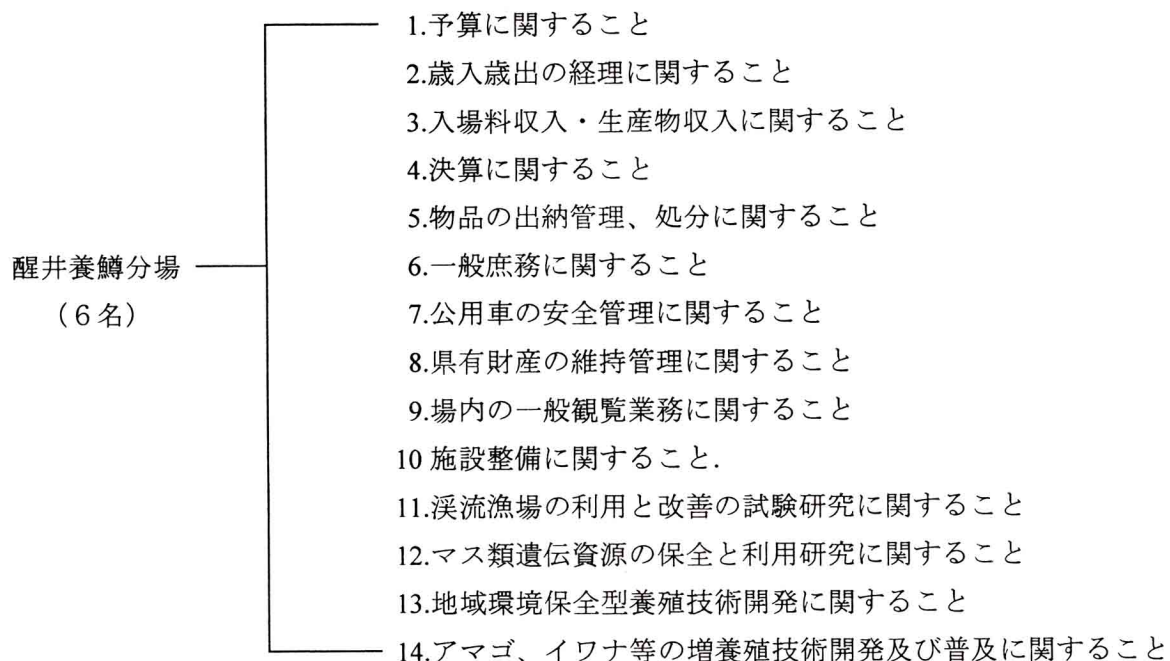 1.予算に関すること
2.歳入歳出の経理に関すること
3.入場料収入・生産物収入に関すること
4.決算に関すること
5.物品の出納管理、処分に関すること
醒井養鱒分場
（６名）
6.一般庶務に関すること
7.公用車の安全管理に関すること
8.県有財産の維持管理に関すること
9.場内の一般観覧業務に関すること
10 施設整備に関すること.
11.渓流漁場の利用と改善の試験研究に関すること
12.マス類遺伝資源の保全と利用研究に関すること
13.地域環境保全型養殖技術開発に関すること
14.アマゴ、イワナ等の増養殖技術開発及び普及に関すること